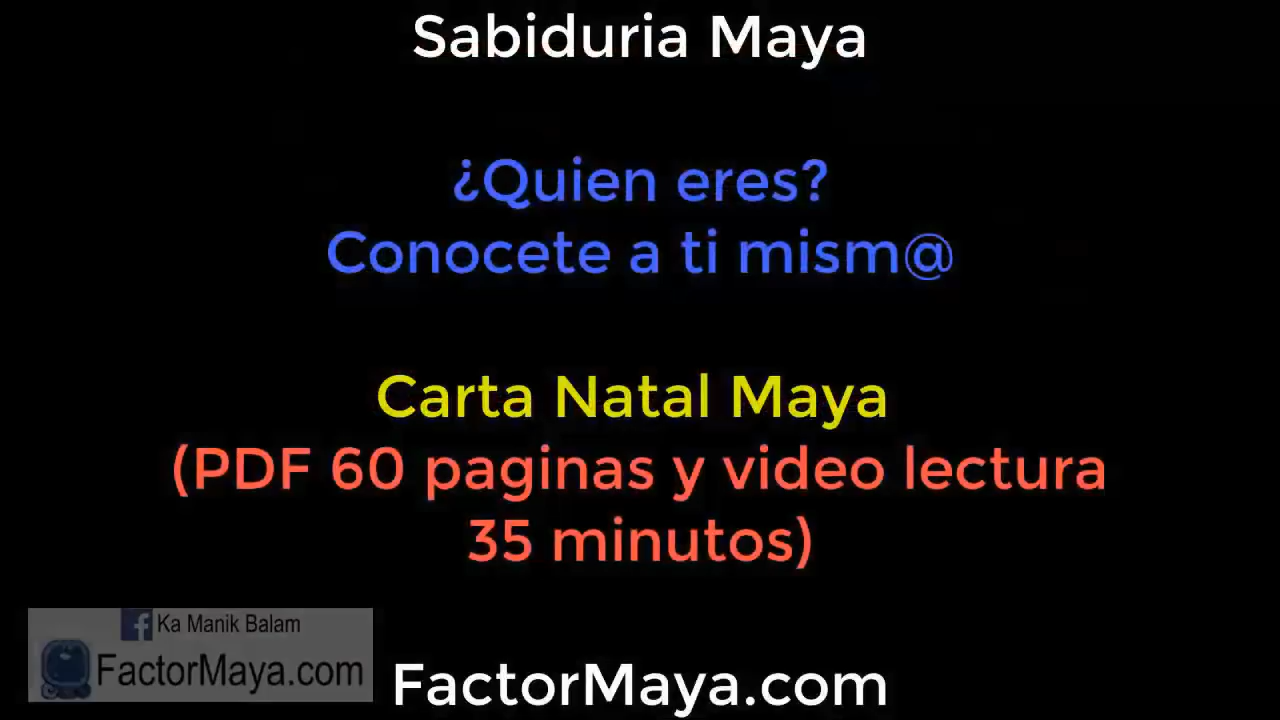 Sabiduria Maya
¿Quien eres?
Conocete a ti mism@
Carta Natal Maya
(PDF 60 paginas y video lectura
35 minutos)
Ka Manik Balam
FactorMaya.com
FactorMaya.com